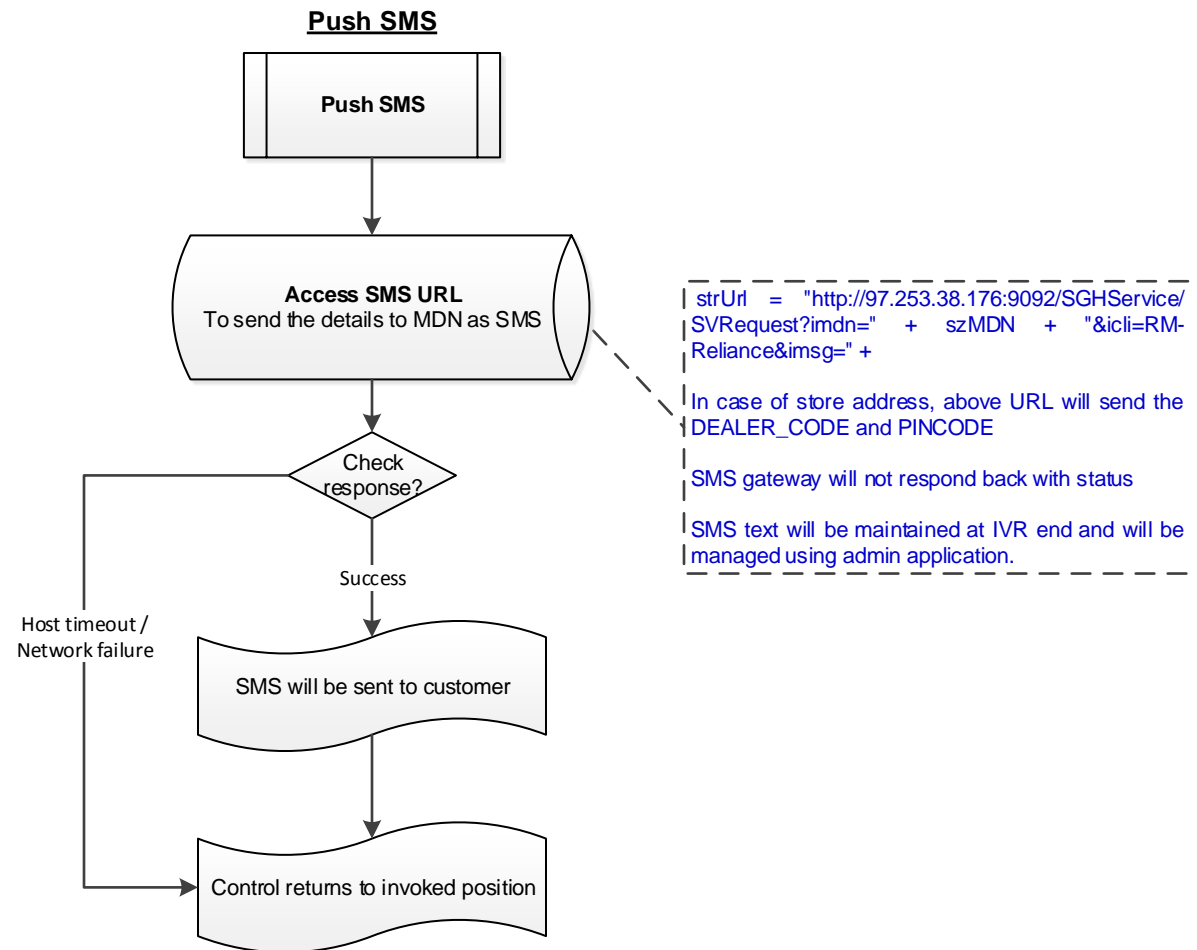 Push SMS
Push SMS
Access SMS URL
To send the details to MDN as SMS
strUrl = "http://97.253.38.176:9092/SGHService/
SVRequest?imdn=" + szMDN + "&icli=RM-
Reliance&imsg=" +
In case of store address, above URL will send the
DEALER_CODE and PINCODE
SMS gateway will not respond back with status
SMS text will be maintained at IVR end and will be
managed using admin application.
Check
response?
Success
Host timeout /
Network failure
SMS will be sent to customer
Control returns to invoked position